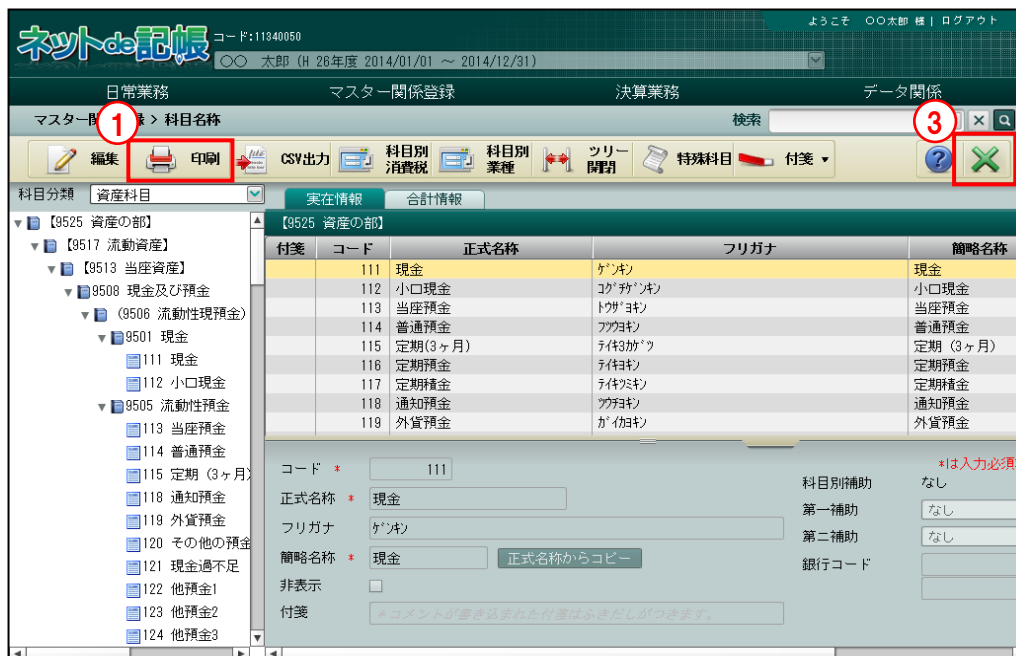 ようこそ 〇〇太郎 様 | ログアウト
ネットde記帳 コード:11340050
〇〇 太郎 (H 26年度 2014/01/01 ～ 2014/12/31)
日常業務 マスター関係登録 決算業務 データ関係
マスター関 › 科目名称 検索
① ③
編集 印刷 CSV出力 科目別消費税 科目別業種 ツリー開閉 特殊科目 付箋 ▼
科目分類 資産科目 実在情報 合計情報
【9525 資産の部】
付箋 コード 正式名称 フリガナ 簡略名称
111 現金 ｹﾞﾝｷﾝ 現金
112 小口現金 ｺｸﾞﾁｹﾞﾝｷﾝ 小口現金
113 当座預金 ﾄｳｻﾞﾖｷﾝ 当座預金
114 普通預金 ﾌﾂｳﾖｷﾝ 普通預金
115 定期(3ヶ月) ﾃｲｷ3ｶｹﾞﾂ 定期 (3ヶ月)
116 定期預金 ﾃｲｷﾖｷﾝ 定期預金
117 定期積金 ﾃｲｷﾂﾐｷﾝ 定期積金
118 通知預金 ﾂｳﾁﾖｷﾝ 通知預金
119 外貨預金 ｶﾞｲｶﾖｷﾝ 外貨預金
【9525 資産の部】
【9517 流動資産】
【9513 当座資産】
9508 現金及び預金
(9506 流動性現預金)
9501 現金
111 現金
112 小口現金
9505 流動性預金
113 当座預金
114 普通預金
115 定期 (3ヶ月)
118 通知預金
119 外貨預金
120 その他の預金
121 現金過不足
122 他預金1
123 他預金2
124 他預金3
*は入力必須
コード * 111
正式名称 * 現金
フリガナ ｹﾞﾝｷﾝ
簡略名称 * 現金 正式名称からコピー
非表示
付箋 *コメントが書き込まれた付箋はふきだしがつきます。
科目別補助 なし
第一補助 なし
第二補助 なし
銀行コード